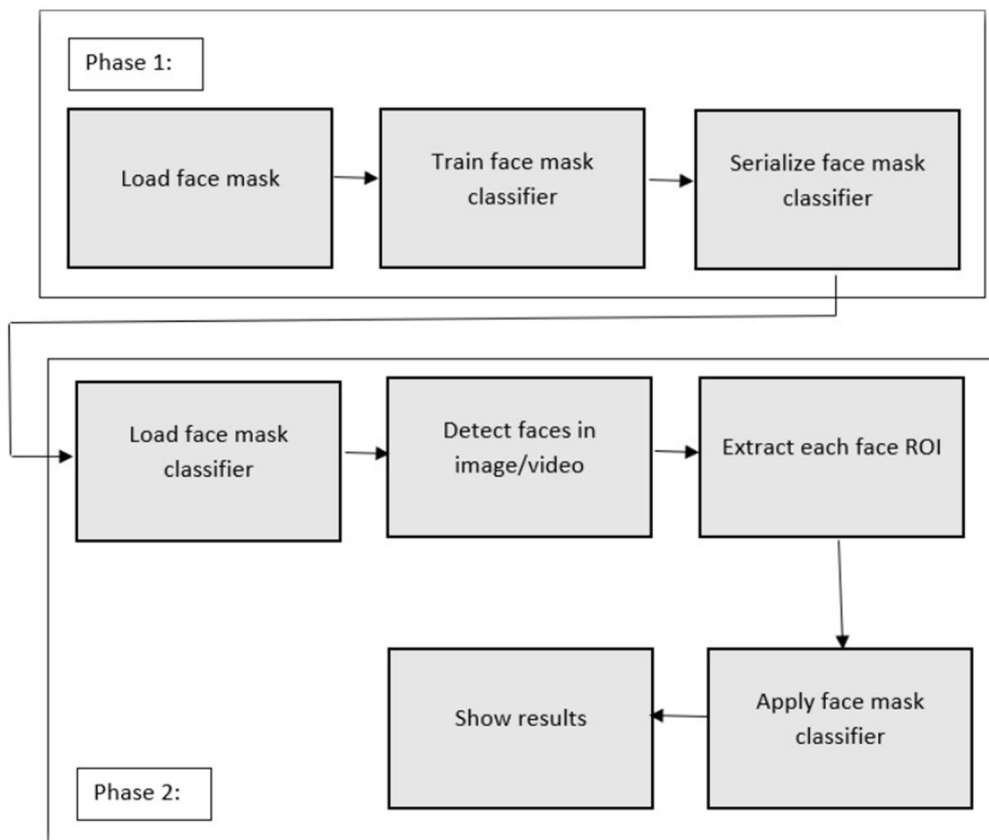 Phase 1:
Load face mask
Train face mask
classifier
Serialize face mask
classifier
Load face mask
classifier
Detect faces in
image/video
Extract each face ROI
Apply face mask
classifier
Show results
Phase 2: